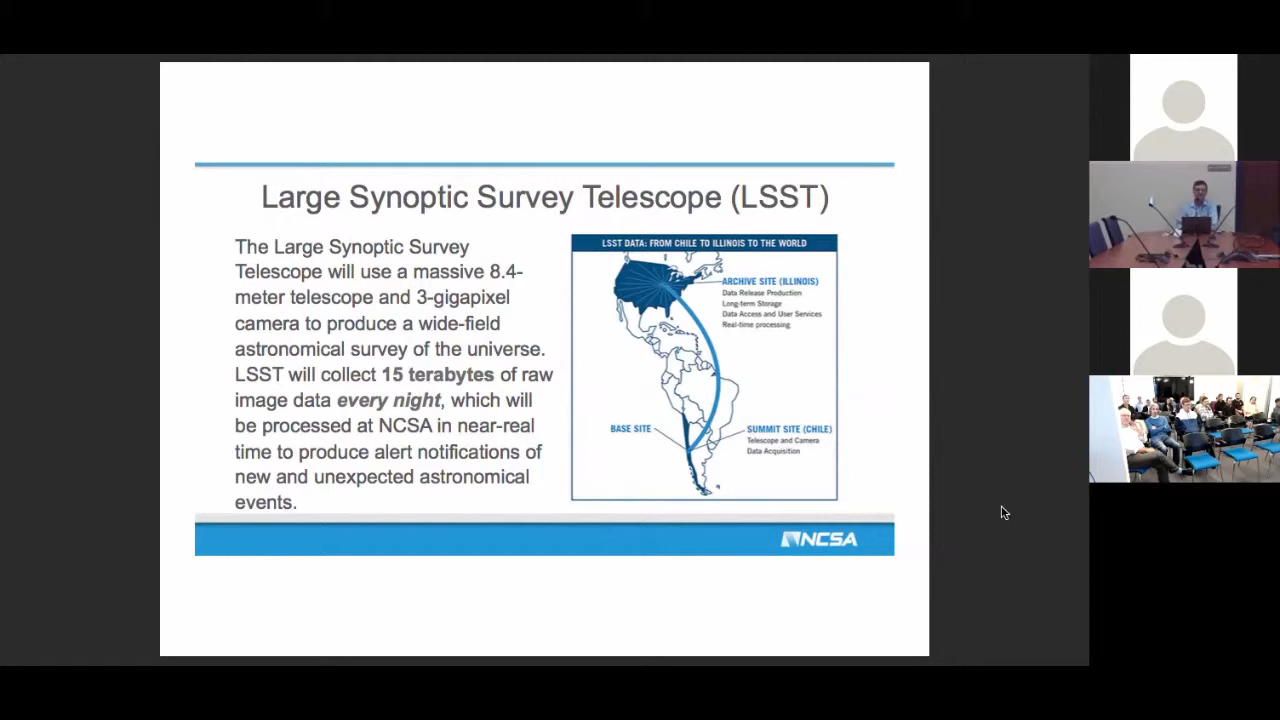 Large Synoptic Survey Telescope (LSST)
The Large Synoptic Survey
Telescope will use a massive 8.4-
meter telescope and 3-gigapixel
camera to produce a wide-field
astronomical survey of the universe.
LSST will collect 15 terabytes of raw
image data every night, which will
be processed at NCSA in near-real
time to produce alert notifications of
new and unexpected astronomical
events.
LSST DATA: FROM CHILE TO ILLINOIS TO THE WORLD
ARCHIVE SITE (ILLINOIS)
Data Release Production
Long-term Storage
Data Access and User Services
Real-time processing
BASE SITE
SUMMIT SITE (CHILE)
Telescope and Camera
Data Acquisition
NCSA